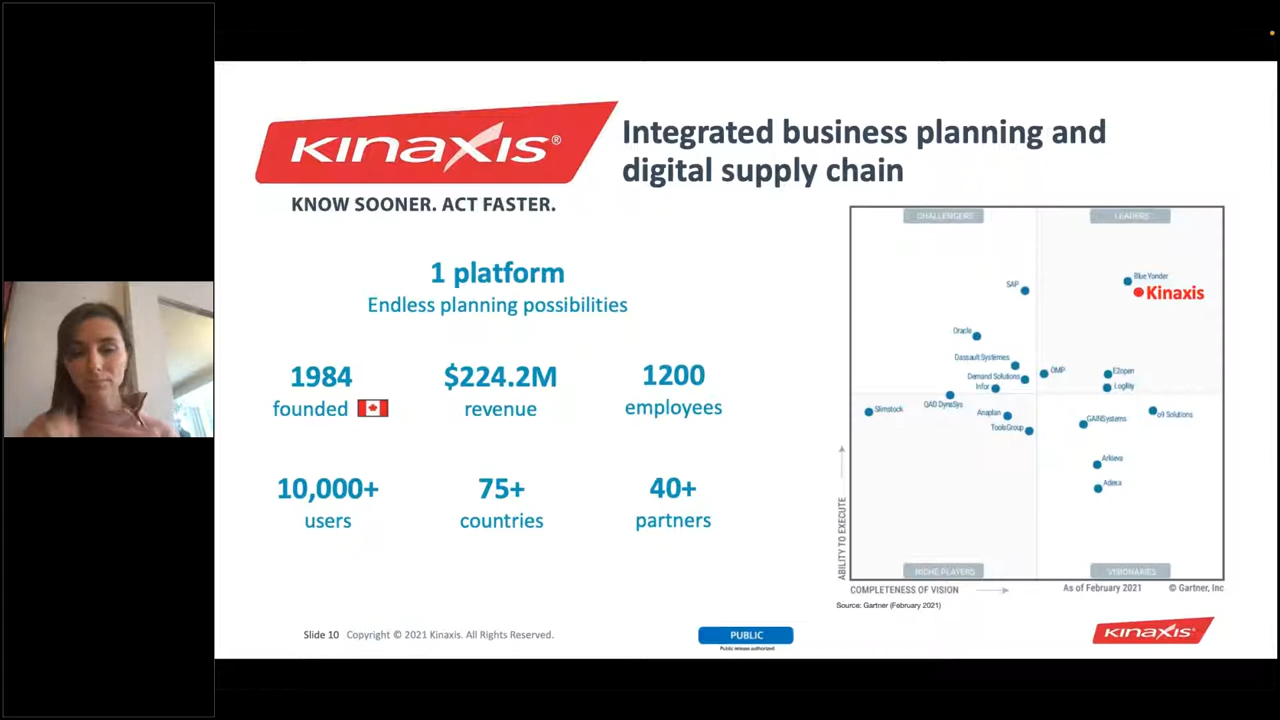 KINAXIS®
KNOW SOONER. ACT FASTER.
Integrated business planning and
digital supply chain
1 platform
Endless planning possibilities
1984
founded
$224.2M
revenue
1200
employees
10,000+
users
75+
countries
40+
partners
CHALLENGERS
LEADERS
Blue Yonder
SAP
Kinaxis
Oracle
Dassault Systèmes
OMP
E2open
Demand Solutions
Infor
Logility
QAD DynaSys
Slimstock
Anaplan
o9 Solutions
GAINSystems
ToolsGroup
Arkieva
Adexa
ABILITY TO EXECUTE
NICHE PLAYERS
VISIONARIES
COMPLETENESS OF VISION
As of February 2021
© Gartner, Inc
Source: Gartner (February 2021)
Slide 10 Copyright © 2021 Kinaxis. All Rights Reserved.
PUBLIC
Public release authorized
KINAXIS®